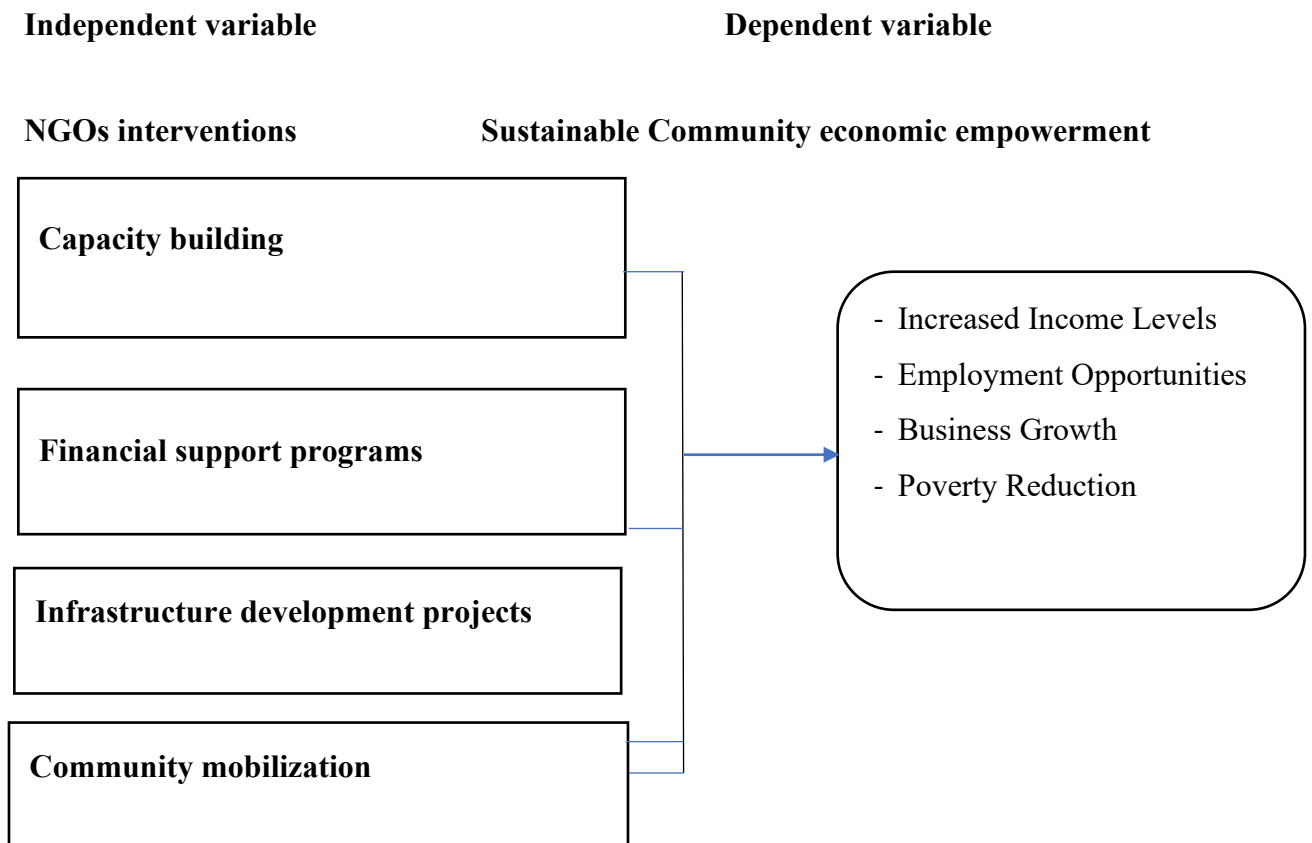 Independent variable Dependent variable
NGOs interventions Sustainable Community economic empowerment
Capacity building
Financial support programs
Infrastructure development projects
Community mobilization
- Increased Income Levels
- Employment Opportunities
- Business Growth
- Poverty Reduction